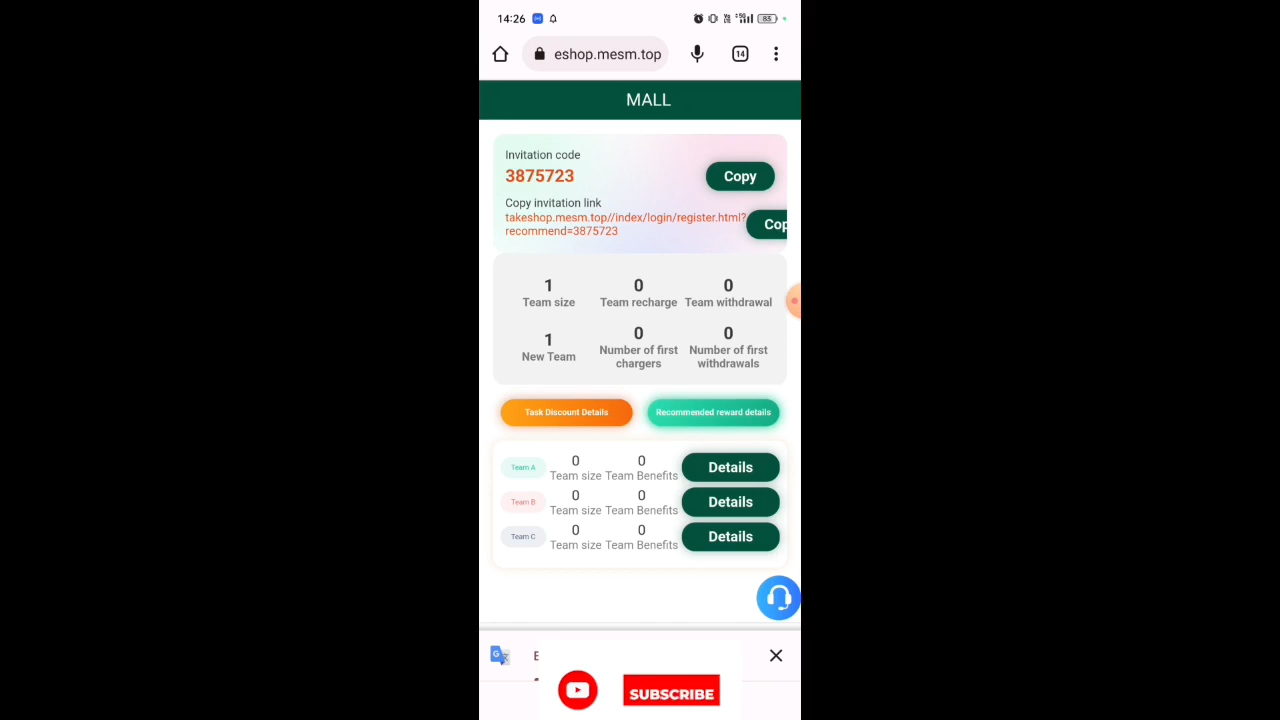 14:26
83
eshop.mesm.top
14
MALL
Invitation code
3875723
Copy
Copy invitation link
takeshop.mesm.top//index/login/register.html?
recommend=3875723
Cop
1 0 0
Team size Team recharge Team withdrawal
1 0 0
New Team Number of first Number of first
chargers withdrawals
Task Discount Details Recommended reward details
Team A 0 0 Details
Team size Team Benefits
Team B 0 0 Details
Team size Team Benefits
Team C 0 0 Details
Team size Team Benefits
SUBSCRIBE